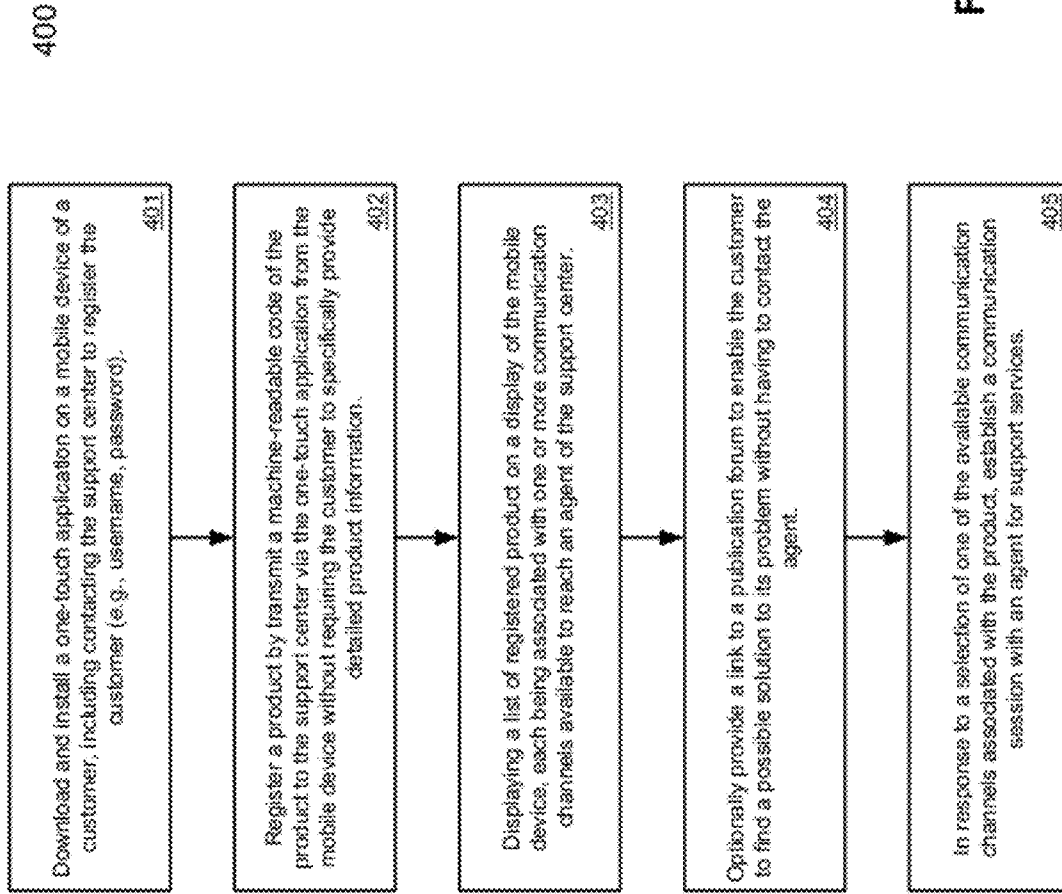 400
Download and install a one-touch application on a mobile device of a
customer, including contacting the support center to register the
customer (e.g., username, password).
401
Register a product by transmit a machine-readable code of the
product to the support center via the one-touch application from the
mobile device without requiring the customer to specifically provide
detailed product information.
402
Displaying a list of registered product on a display of the mobile
device, each being associated with one or more communication
channels available to reach an agent of the support center.
403
Optionally provide a link to a publication forum to enable the customer
to find a possible solution to its problem without having to contact the
agent.
404
In response to a selection of one of the available communication
channels associated with the product, establish a communication
session with an agent for support services.
405